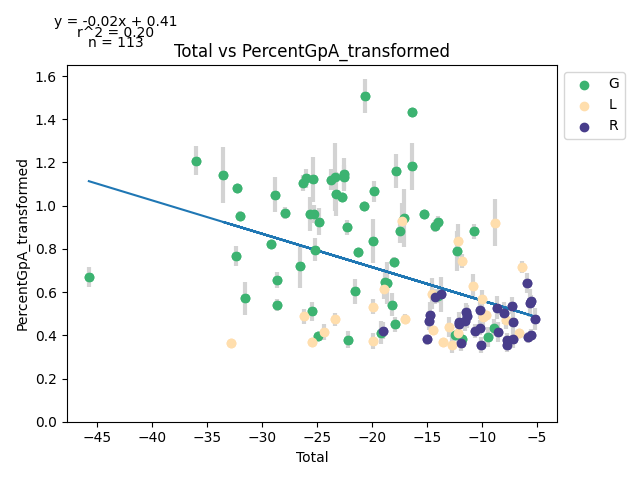 y = -0.02x + 0.41
r^2 = 0.20
n = 113
Total vs PercentGpA_transformed
G
L
R
PercentGpA_transformed
1.6
1.4
1.2
1.0
0.8
0.6
0.4
0.2
0.0
−45 −40 −35 −30 −25 −20 −15 −10 −5
Total